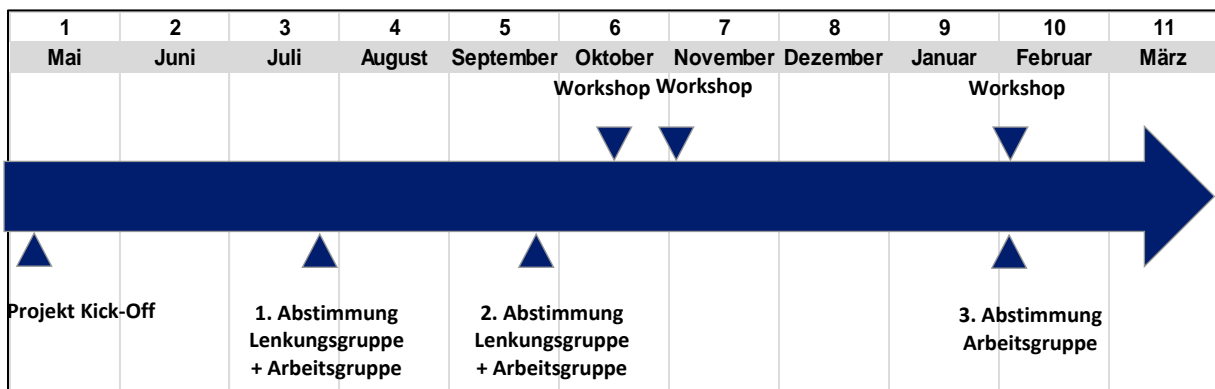 1 2 3 4 5 6 7 8 9 10 11
Mai Juni Juli August September Oktober November Dezember Januar Februar März
Workshop Workshop Workshop
Projekt Kick-Off
1. Abstimmung
Lenkungsgruppe
+ Arbeitsgruppe
2. Abstimmung
Lenkungsgruppe
+ Arbeitsgruppe
3. Abstimmung
Arbeitsgruppe